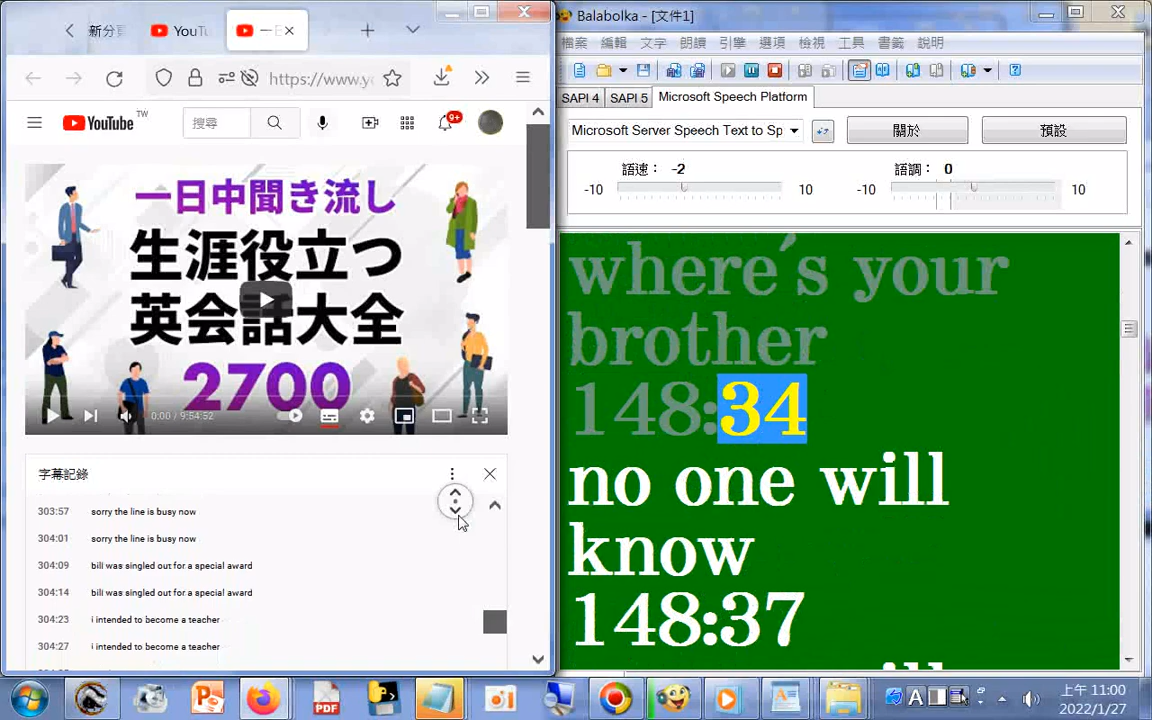 新分
YouTu
一 E
https://www.yo
YouTube TW
搜尋
9+
一日中聞き流し
生涯役立つ
英会話大全
2700
0:00 / 9:54:52
字幕記錄
303:57 sorry the line is busy now
304:01 sorry the line is busy now
304:09 bill was singled out for a special award
304:14 bill was singled out for a special award
304:23 i intended to become a teacher
304:27 i intended to become a teacher
Balabolka - [文件1]
檔案 編輯 文字 朗讀 引擎 選項 檢視 工具 書籤 說明
SAPI 4 SAPI 5 Microsoft Speech Platform
Microsoft Server Speech Text to Sp
關於 預設
語速： -2 語調： 0
-10 10 -10 10
where's your
brother
148:34
no one will
know
148:37
PDF
上午 11:00
2022/1/27